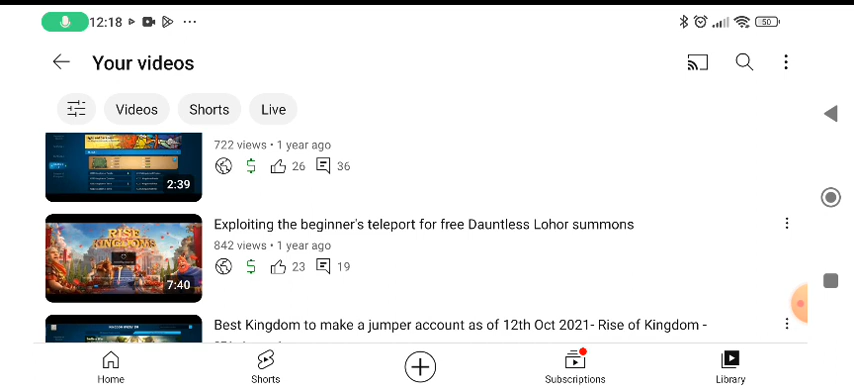 12:18
50
Your videos
Videos
Shorts
Live
722 views • 1 year ago
26
36
2:39
Exploiting the beginner's teleport for free Dauntless Lohor summons
842 views • 1 year ago
23
19
RISE
KINGDOMS
7:40
Best Kingdom to make a jumper account as of 12th Oct 2021- Rise of Kingdom -
Home
Shorts
Subscriptions
Library